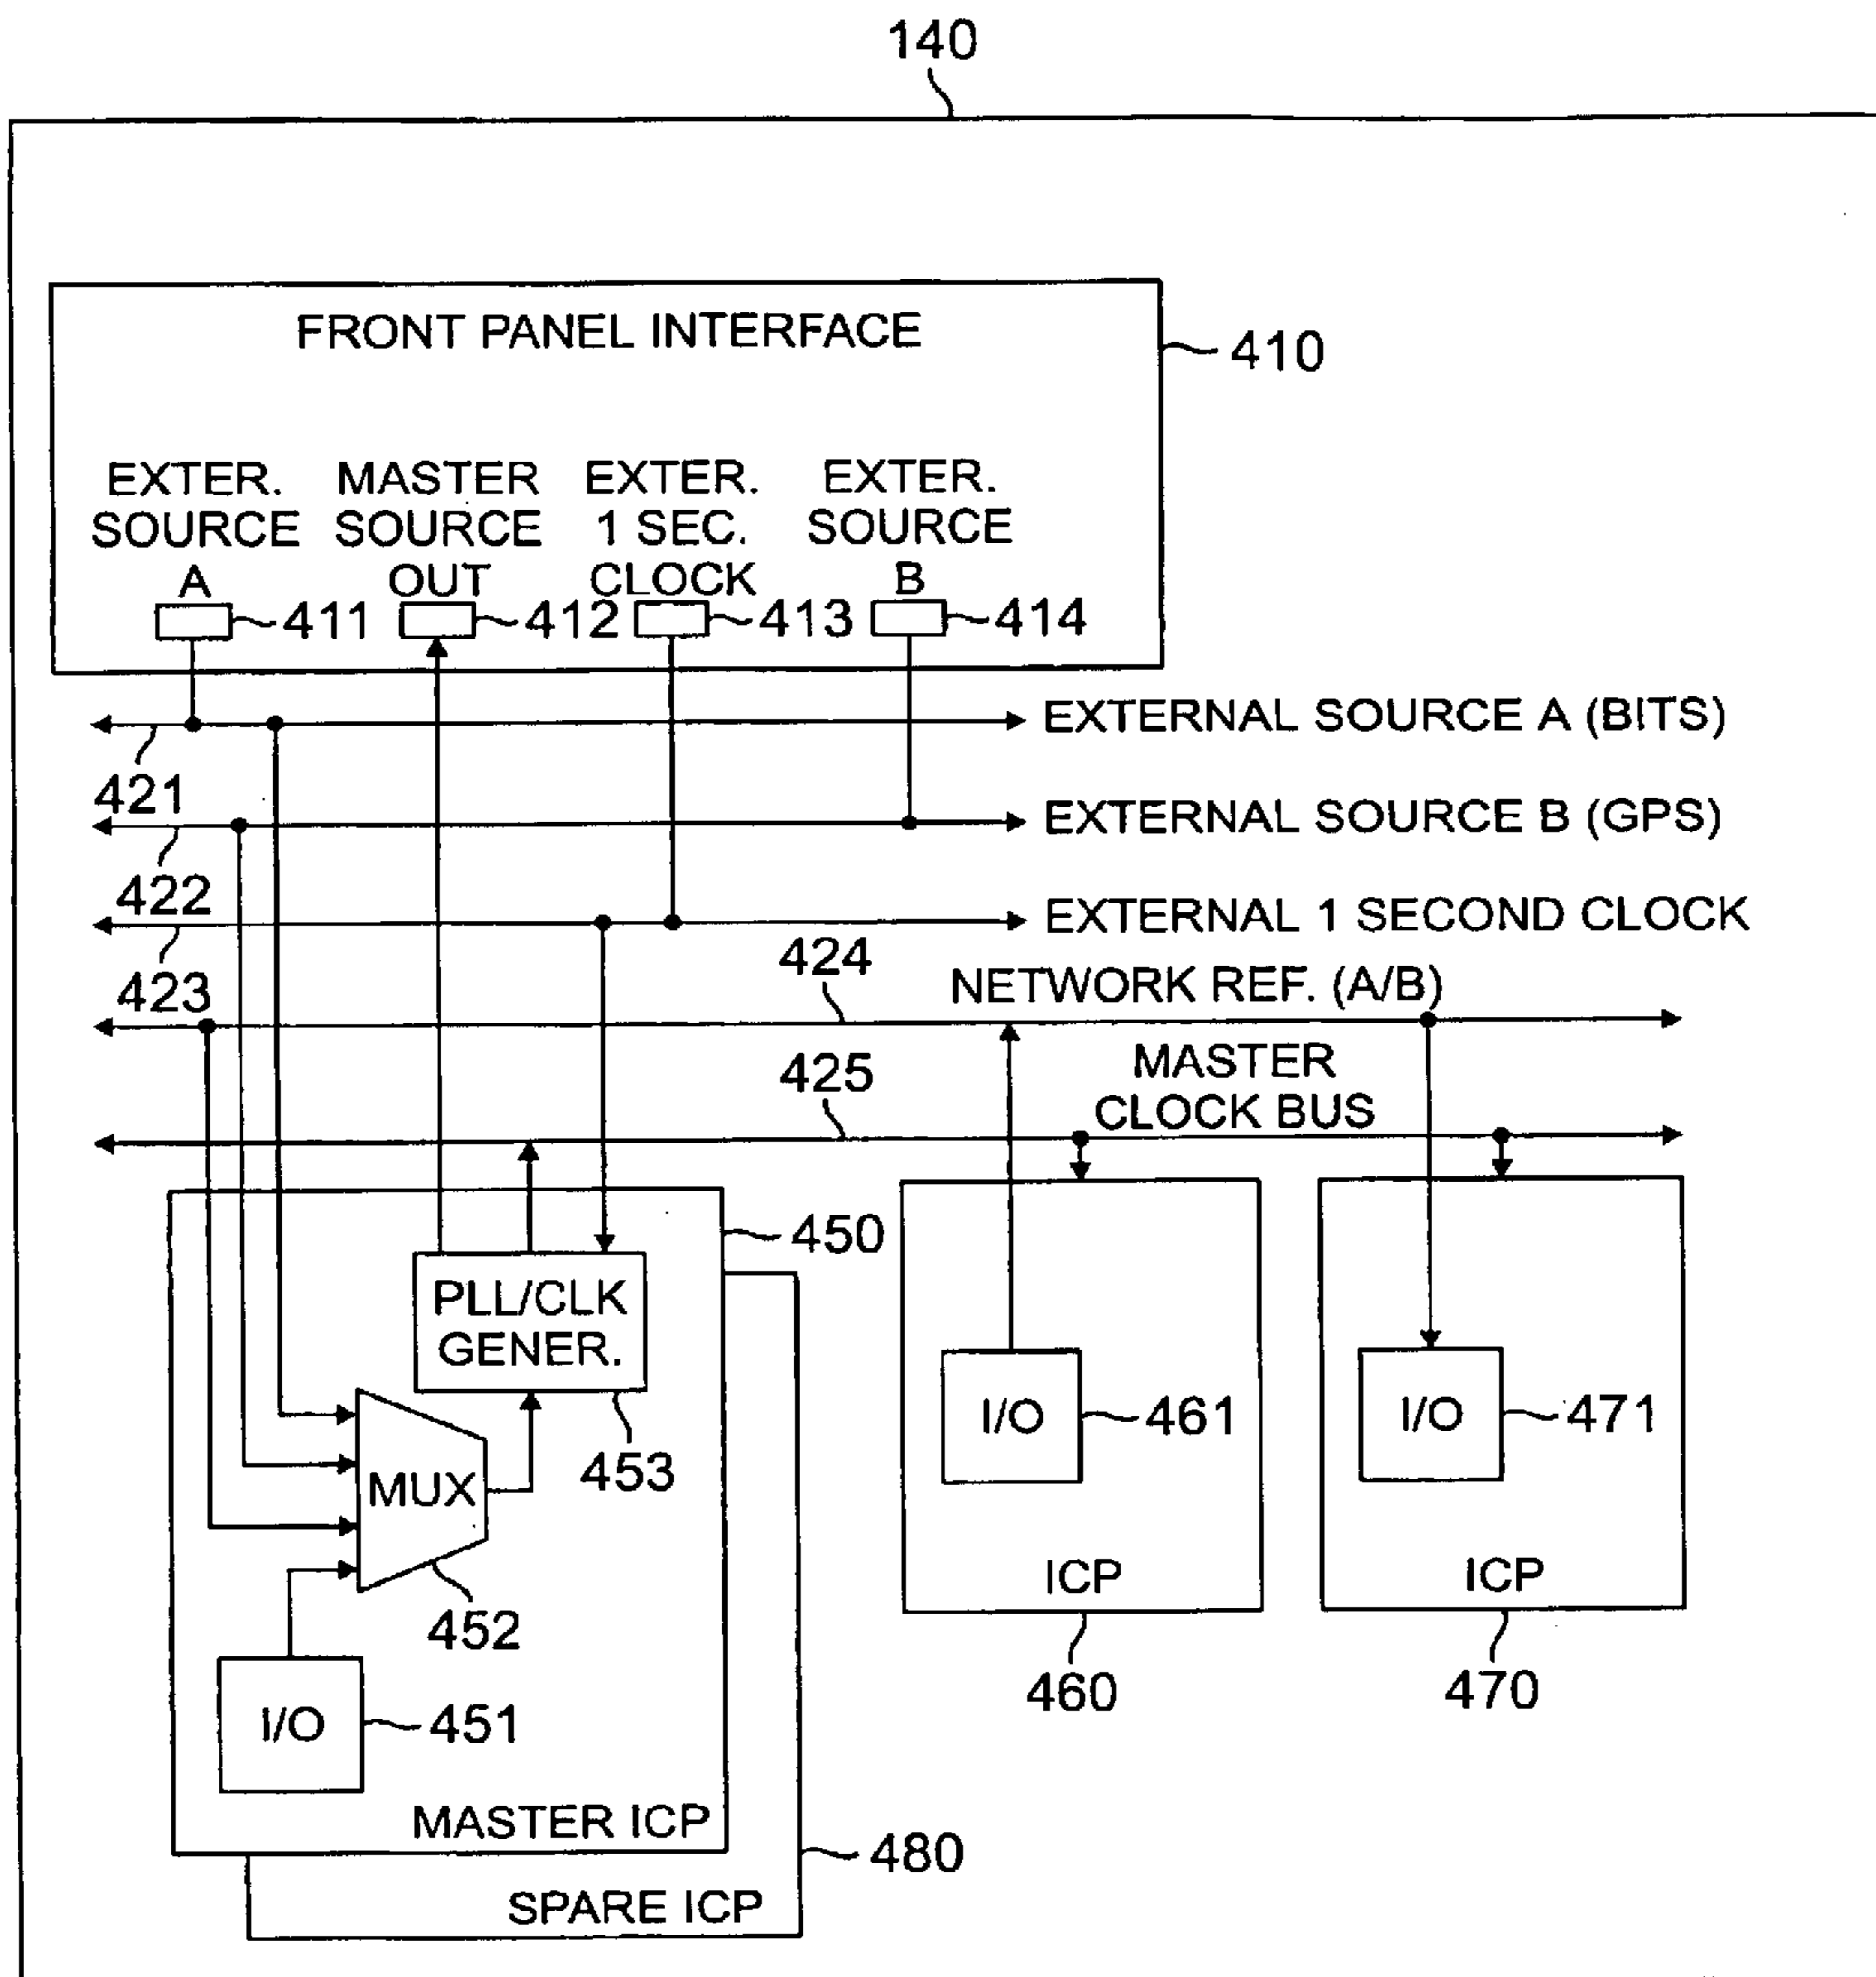 140
FRONT PANEL INTERFACE
410
EXTER.
SOURCE
A
MASTER
SOURCE
OUT
EXTER.
1 SEC.
CLOCK
EXTER.
SOURCE
B
411
412
413
414
EXTERNAL SOURCE A (BITS)
421
EXTERNAL SOURCE B (GPS)
422
EXTERNAL 1 SECOND CLOCK
423
424
NETWORK REF. (A/B)
425
MASTER
CLOCK BUS
450
PLL/CLK
GENER.
453
MUX
452
I/O
451
MASTER ICP
480
SPARE ICP
I/O
461
ICP
460
I/O
471
ICP
470